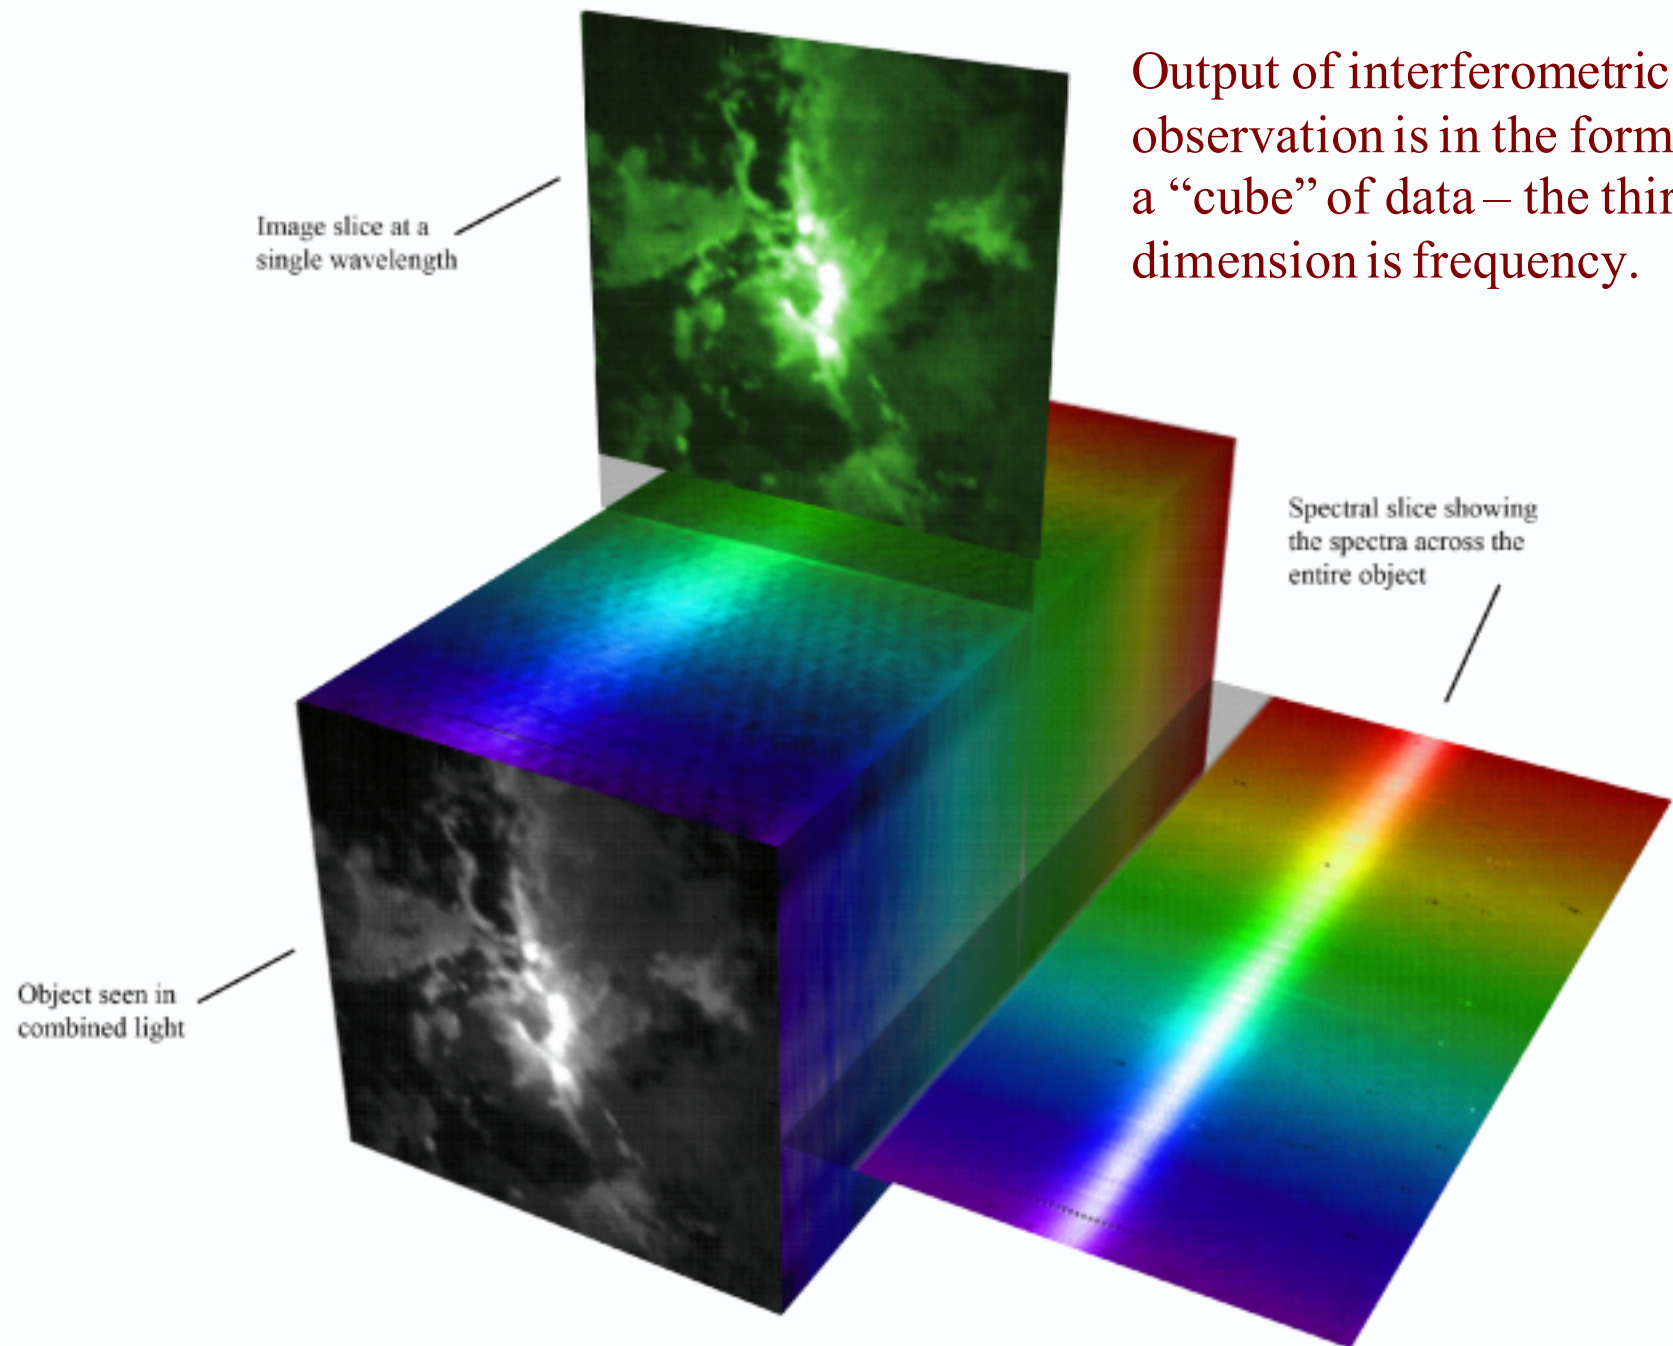 Output of interferometric
observation is in the form
a “cube” of data – the thir
dimension is frequency.
Image slice at a
single wavelength
Spectral slice showing
the spectra across the
entire object
Object seen in
combined light